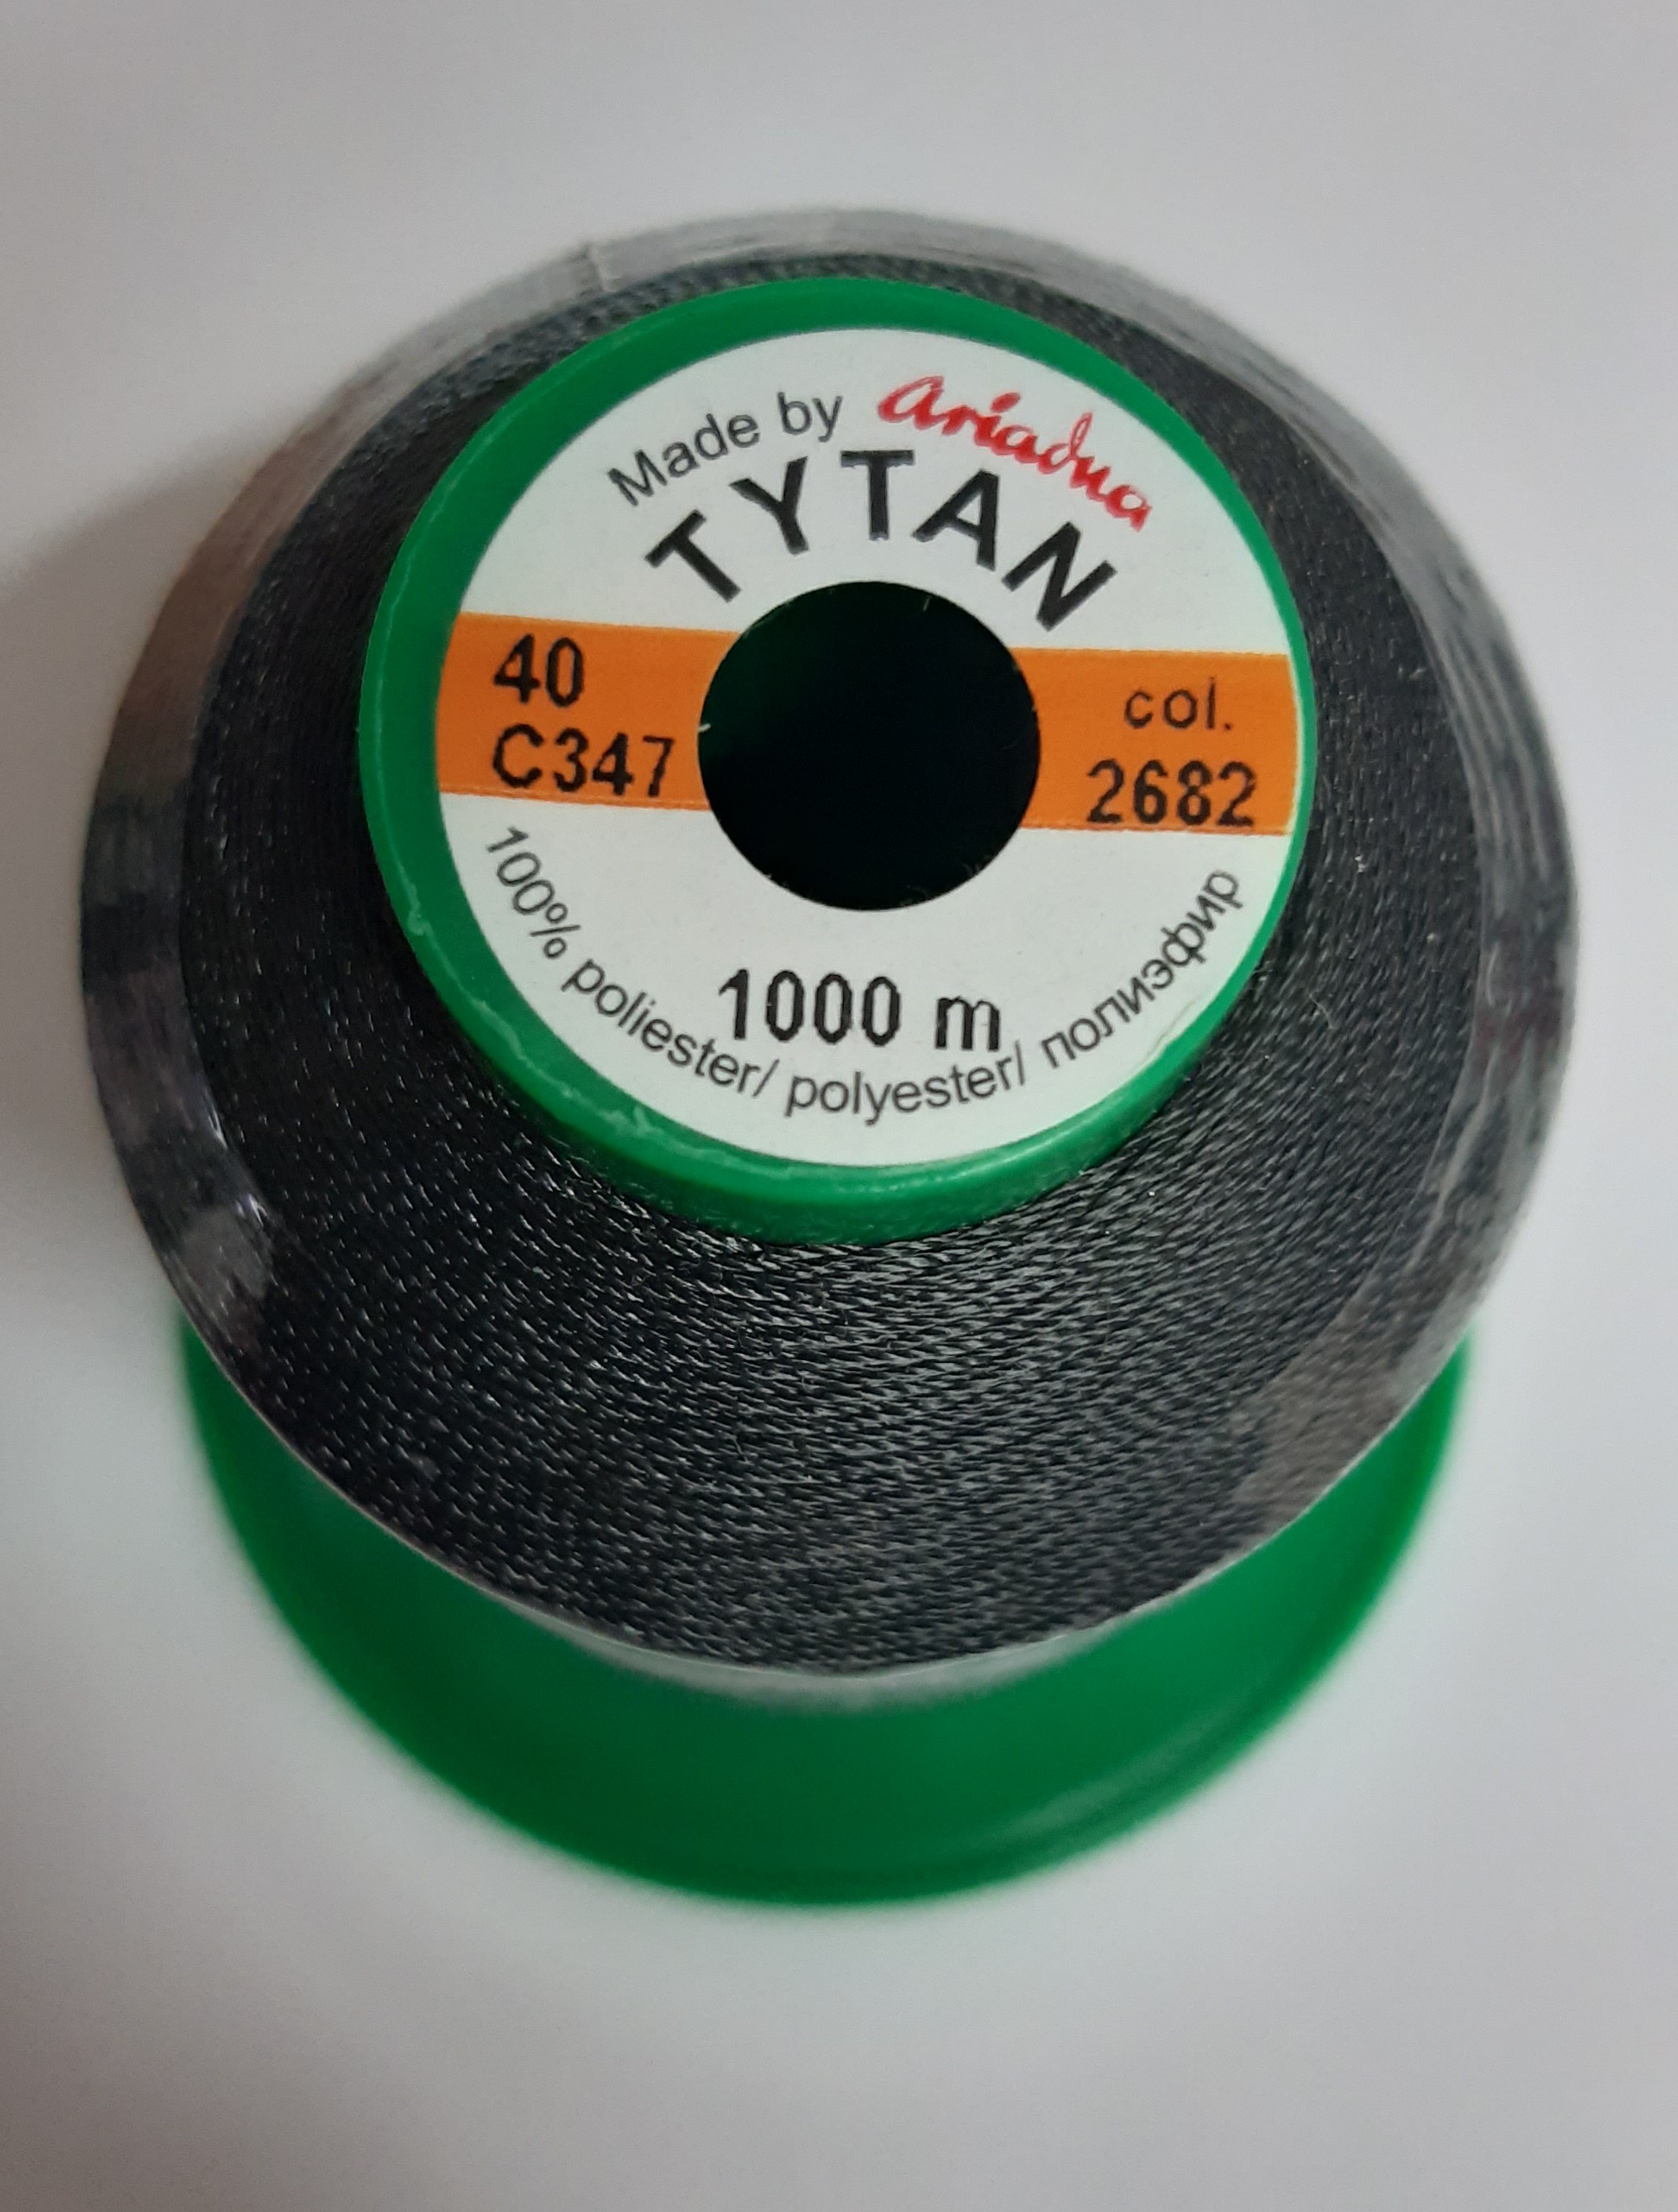 Made by ariadna
TYTAN
40
C347
col.
2682
1000 m
100% poliester/ polyester/ полиэфир